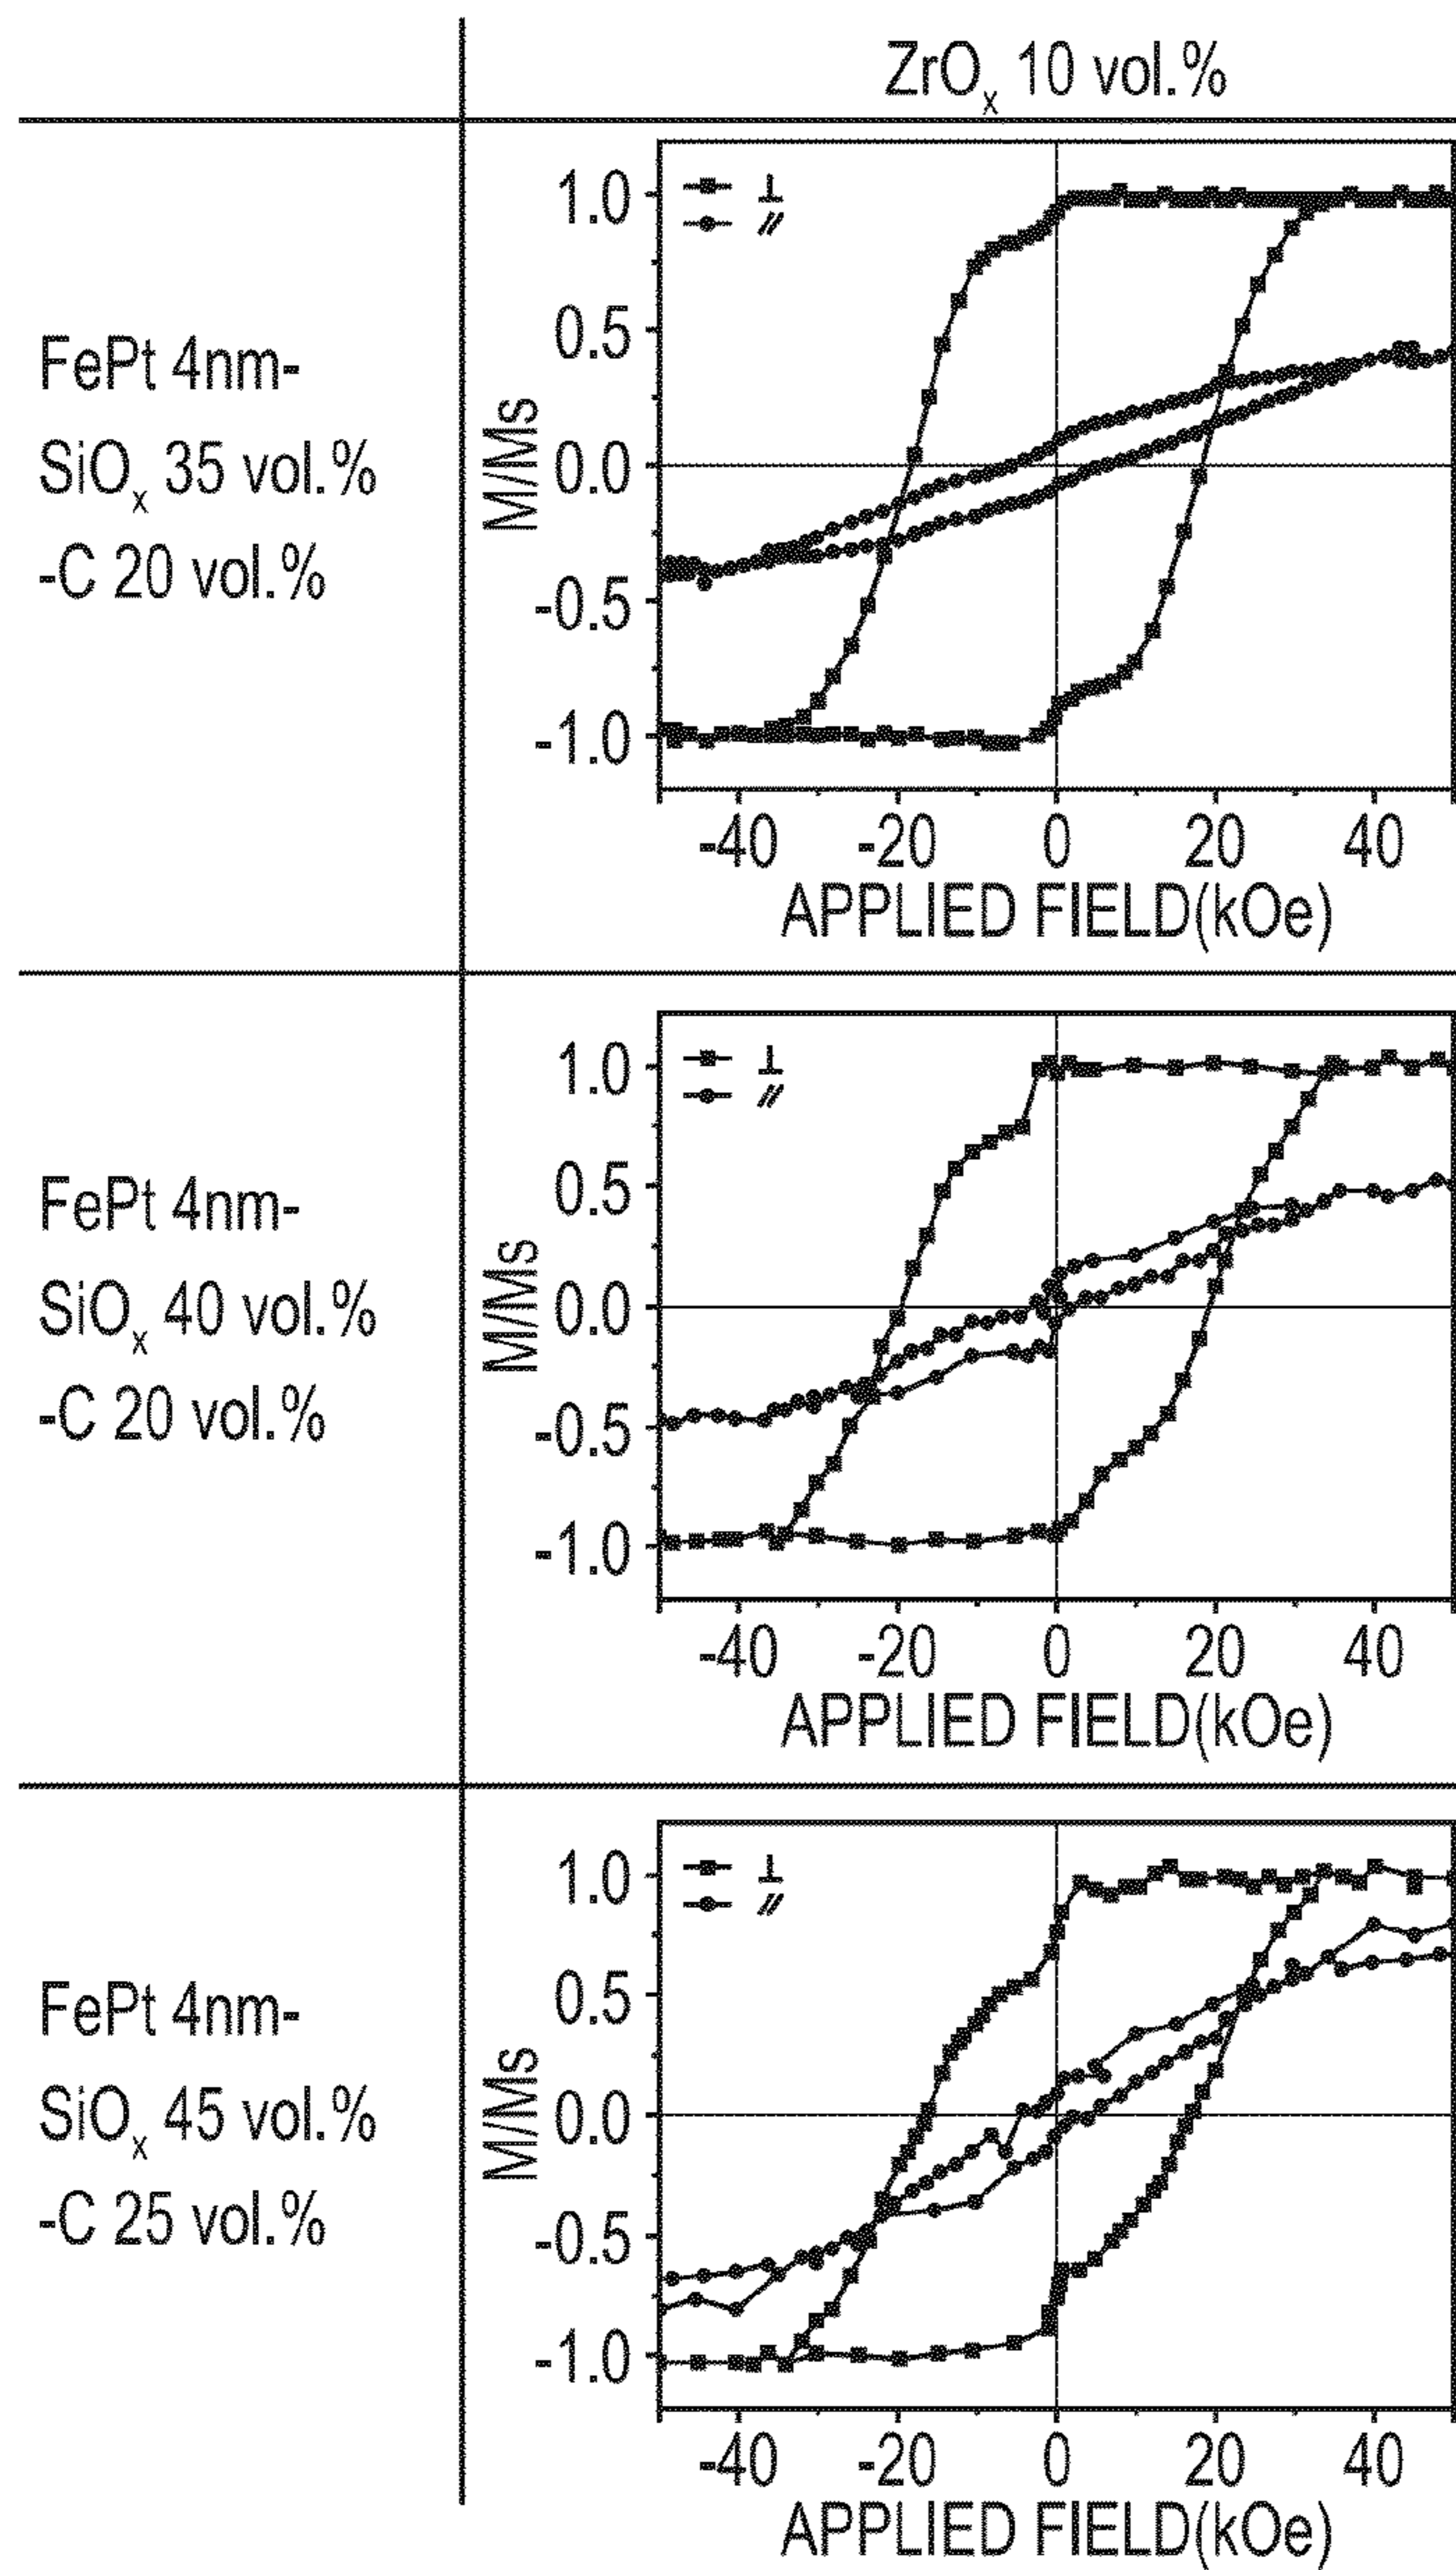 ZrOx 10 vol.%
FePt 4nm-
SiOx 35 vol.%
-C 20 vol.%
M/Ms
1.0
0.5
0.0
-0.5
-1.0
⊥
//
-40 -20 0 20 40
APPLIED FIELD(kOe)
FePt 4nm-
SiOx 40 vol.%
-C 20 vol.%
M/Ms
1.0
0.5
0.0
-0.5
-1.0
⊥
//
-40 -20 0 20 40
APPLIED FIELD(kOe)
FePt 4nm-
SiOx 45 vol.%
-C 25 vol.%
M/Ms
1.0
0.5
0.0
-0.5
-1.0
⊥
//
-40 -20 0 20 40
APPLIED FIELD(kOe)